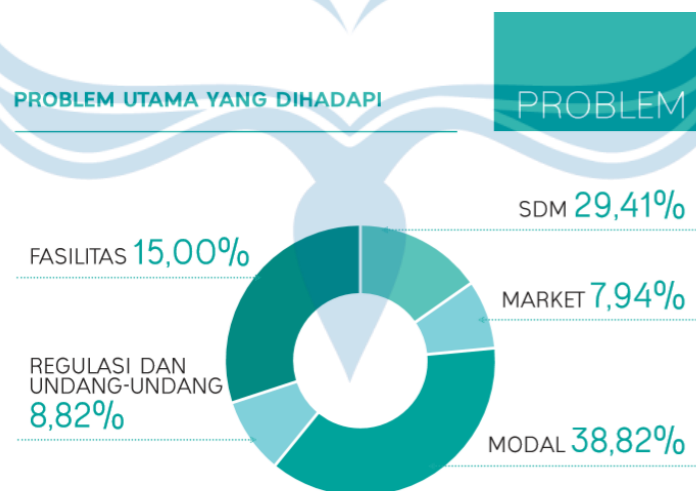 PROBLEM UTAMA YANG DIHADAPI
PROBLEM
SDM 29,41%
FASILITAS 15,00%
MARKET 7,94%
REGULASI DAN
UNDANG-UNDANG
8,82%
MODAL 38,82%